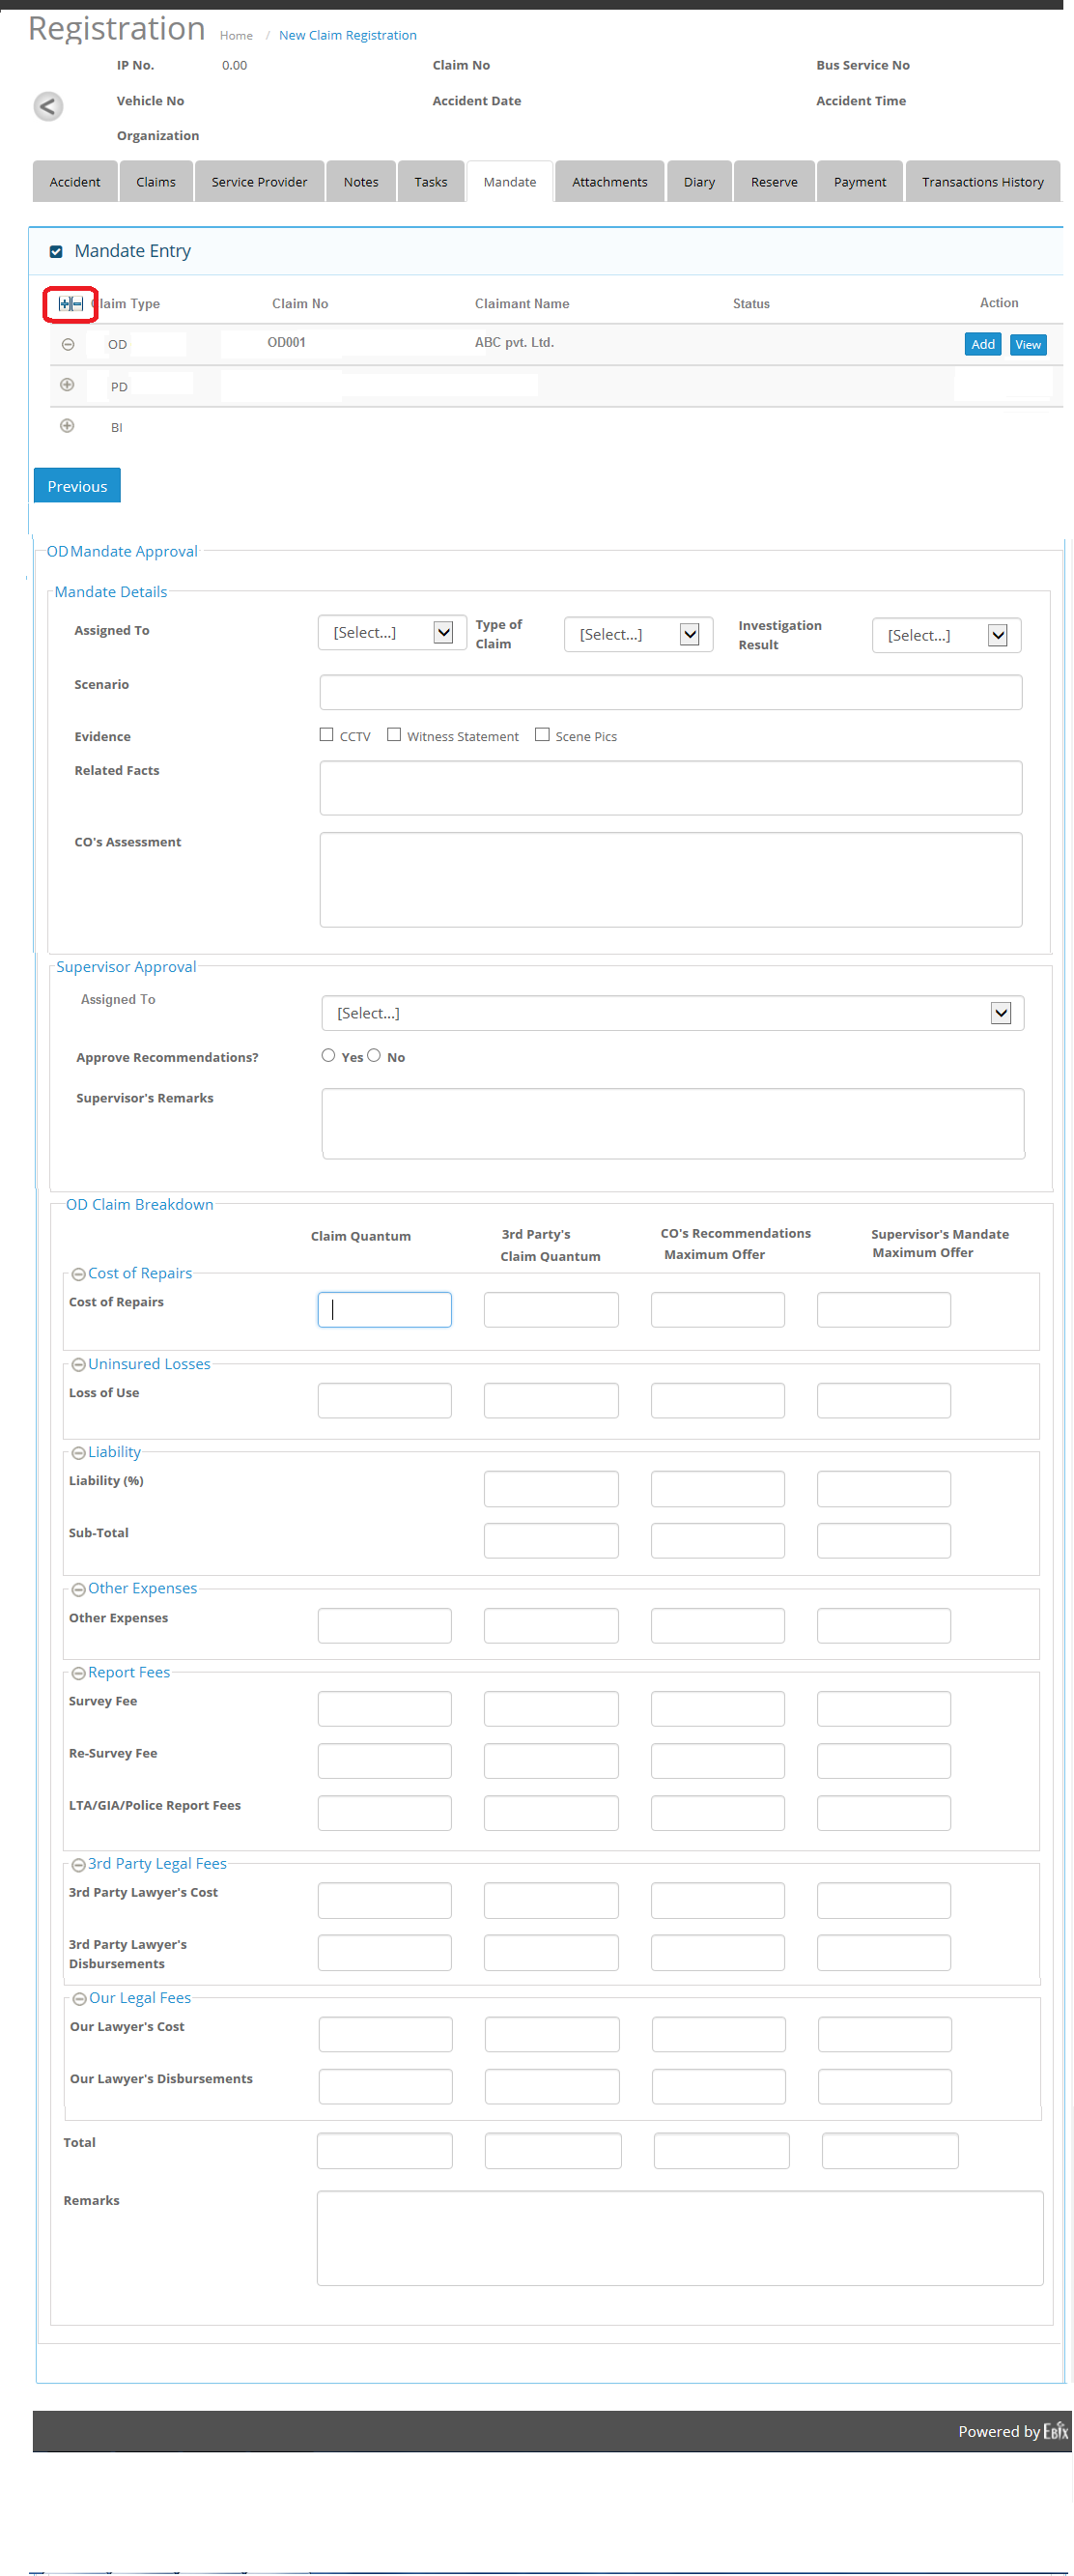 Registration Home / New Claim Registration
IP No. 0.00 Claim No Bus Service No
Vehicle No Accident Date Accident Time
Organization
Accident Claims Service Provider Notes Tasks Mandate Attachments Diary Reserve Payment Transactions History
Mandate Entry
laim Type Claim No Claimant Name Status Action
OD OD001 ABC pvt. Ltd. Add View
PD
BI
Previous
OD Mandate Approval
Mandate Details
Assigned To [Select...] Type of Claim [Select...] Investigation Result [Select...]
Scenario
Evidence CCTV Witness Statement Scene Pics
Related Facts
CO's Assessment
Supervisor Approval
Assigned To [Select...]
Approve Recommendations? Yes No
Supervisor's Remarks
OD Claim Breakdown
Claim Quantum 3rd Party's Claim Quantum CO's Recommendations Maximum Offer Supervisor's Mandate Maximum Offer
Cost of Repairs
Cost of Repairs
Uninsured Losses
Loss of Use
Liability
Liability (%)
Sub-Total
Other Expenses
Other Expenses
Report Fees
Survey Fee
Re-Survey Fee
LTA/GIA/Police Report Fees
3rd Party Legal Fees
3rd Party Lawyer's Cost
3rd Party Lawyer's
Disbursements
Our Legal Fees
Our Lawyer's Cost
Our Lawyer's Disbursements
Total
Remarks
Powered by Ebix